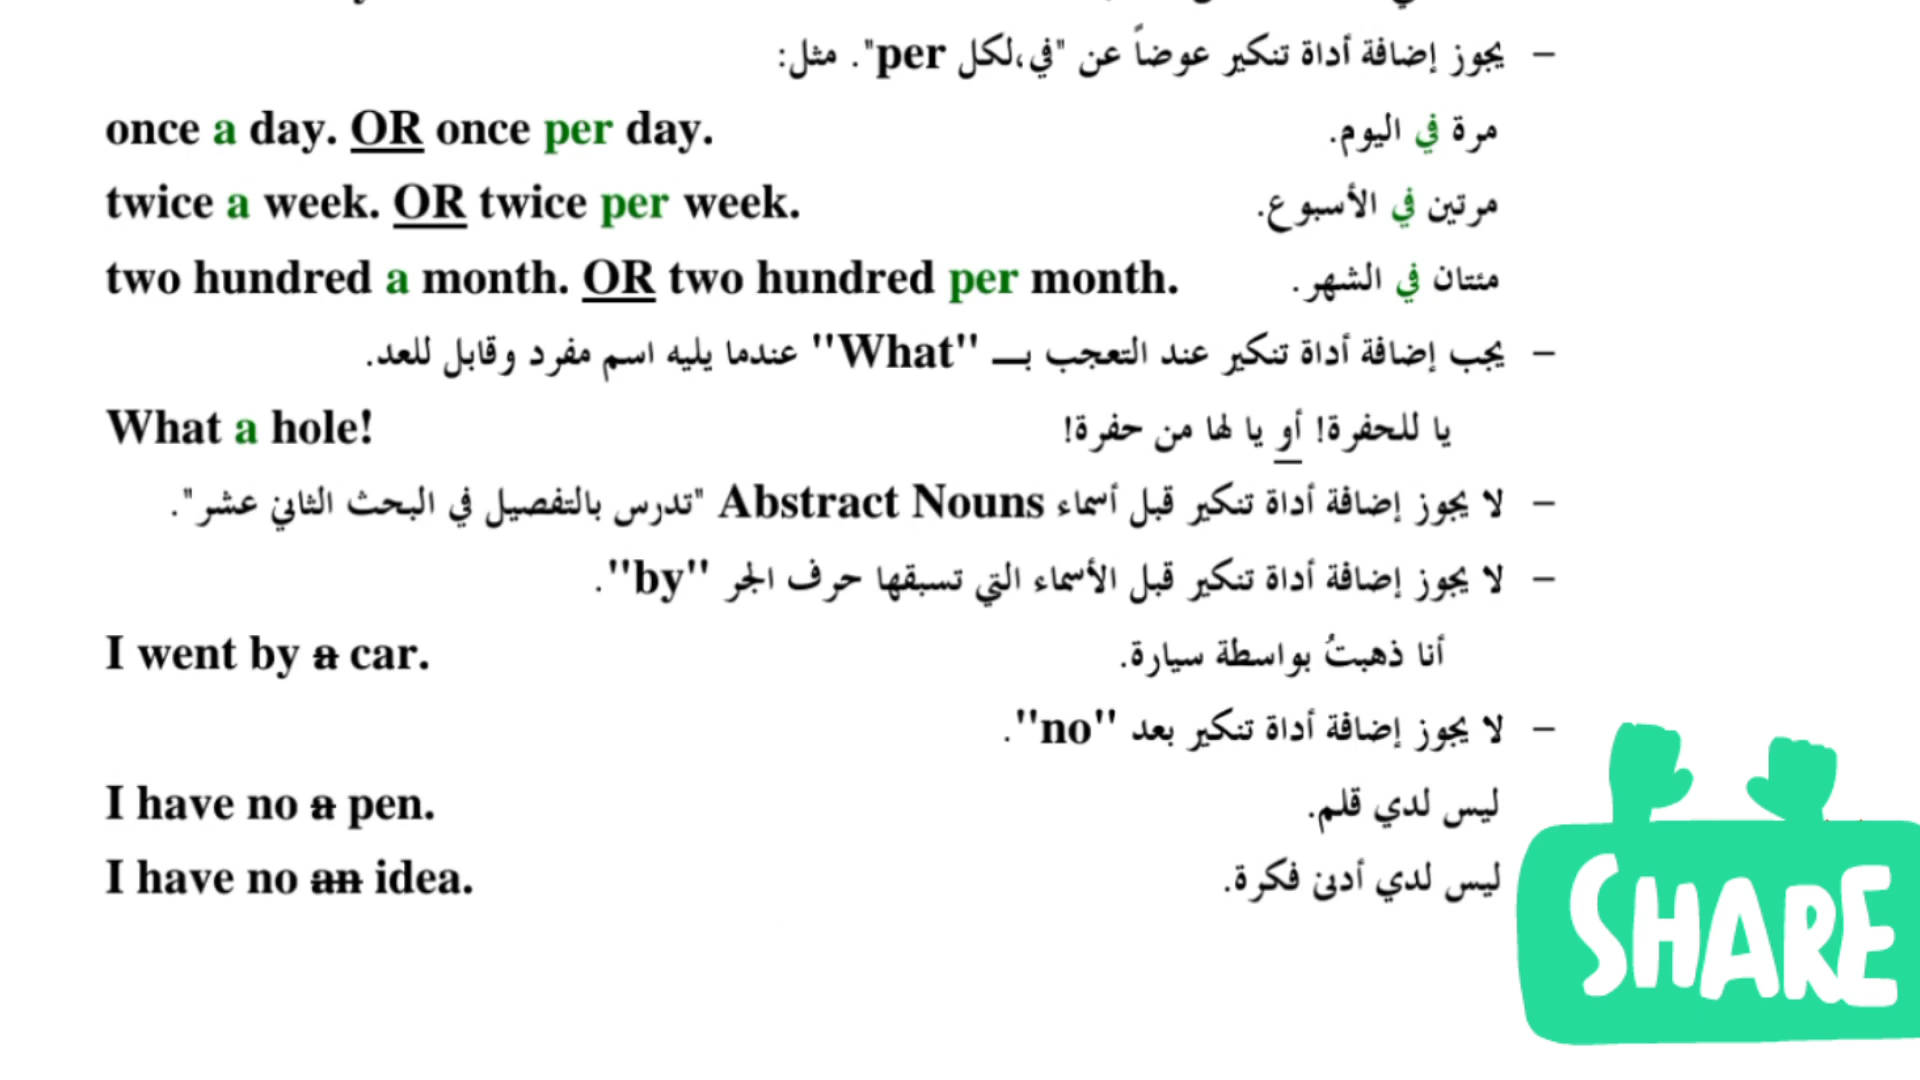 – يجوز إضافة أداة تنكير عوضاً عن "في،لكل per". مثل:
once a day. OR once per day. مرة في اليوم.
twice a week. OR twice per week. مرتين في الأسبوع.
two hundred a month. OR two hundred per month. مئتان في الشهر.
– يجب إضافة أداة تنكير عند التعجب بـ "What" عندما يليه اسم مفرد وقابل للعد.
What a hole! يا للحفرة! أو يا لها من حفرة!
– لا يجوز إضافة أداة تنكير قبل أسماء Abstract Nouns "تدرس بالتفصيل في البحث الثاني عشر".
– لا يجوز إضافة أداة تنكير قبل الأسماء التي تسبقها حرف الجر "by".
I went by a car. أنا ذهبتُ بواسطة سيارة.
– لا يجوز إضافة أداة تنكير بعد "no".
I have no a pen. ليس لدي قلم.
I have no an idea. ليس لدي أدنى فكرة.
SHARE